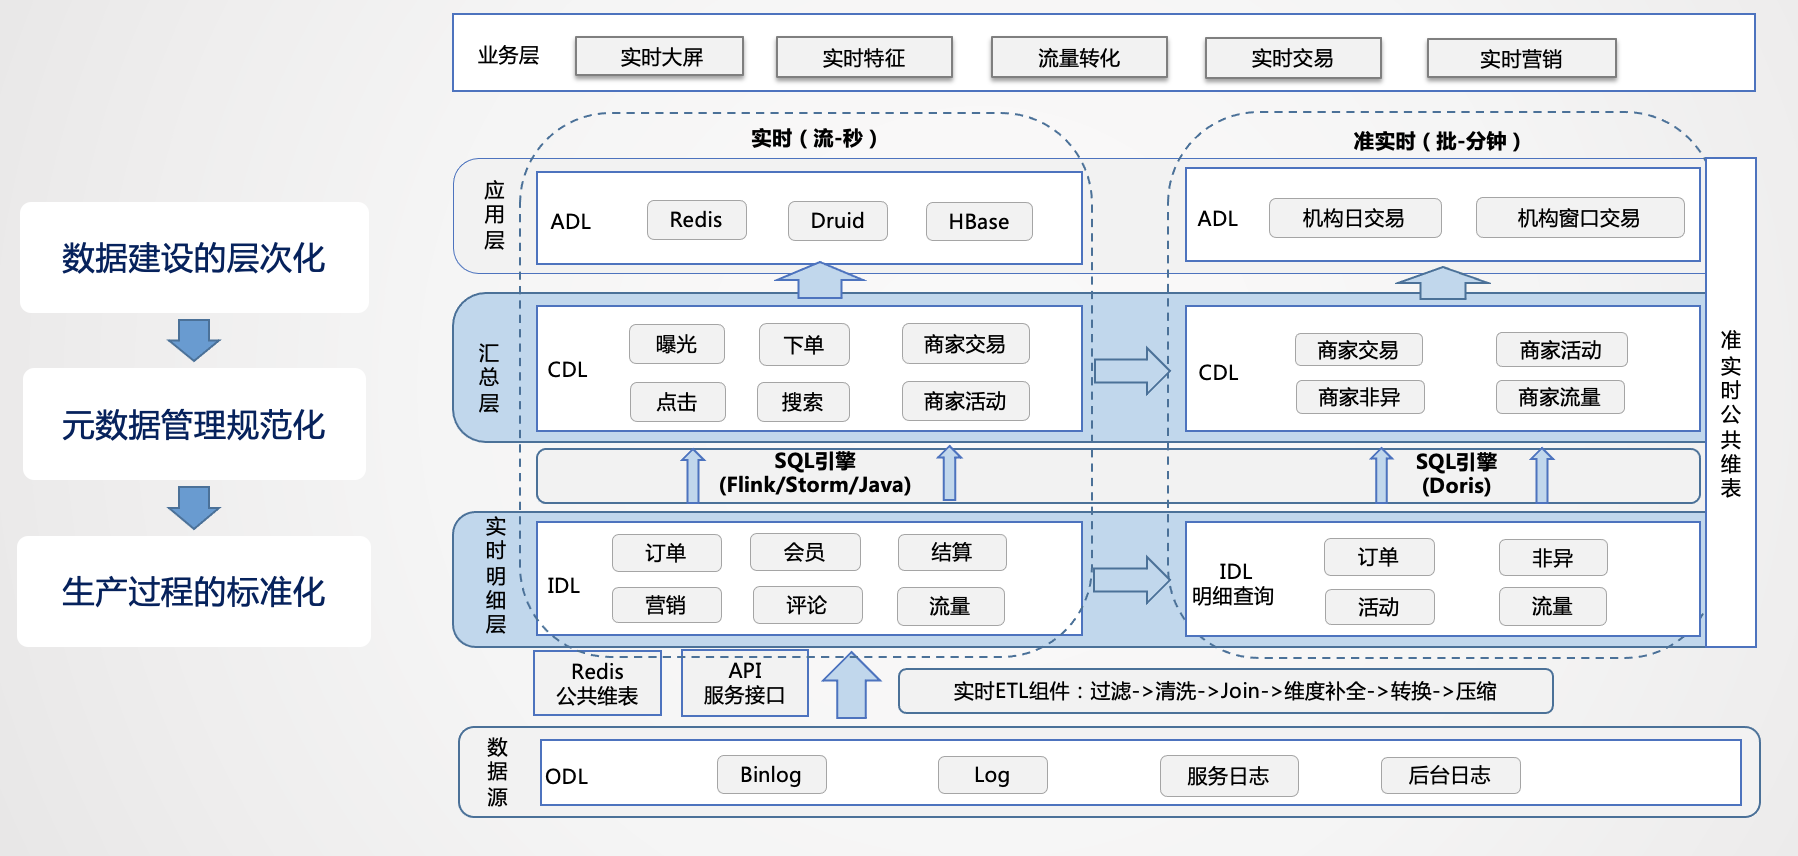 数据建设的层次化
元数据管理规范化
生产过程的标准化
业务层
实时大屏
实时特征
流量转化
实时交易
实时营销
实时（流-秒）
准实时（批-分钟）
应用层
ADL
Redis
Druid
HBase
ADL
机构日交易
机构窗口交易
汇总层
CDL
曝光
下单
商家交易
点击
搜索
商家活动
CDL
商家交易
商家活动
商家非异
商家流量
SQL引擎
(Flink/Storm/Java)
SQL引擎
(Doris)
实时明细层
IDL
订单
会员
结算
营销
评论
流量
IDL
明细查询
订单
非异
活动
流量
准实时公共维表
Redis
公共维表
API
服务接口
实时ETL组件：过滤->清洗->Join->维度补全->转换->压缩
数据源
ODL
Binlog
Log
服务日志
后台日志